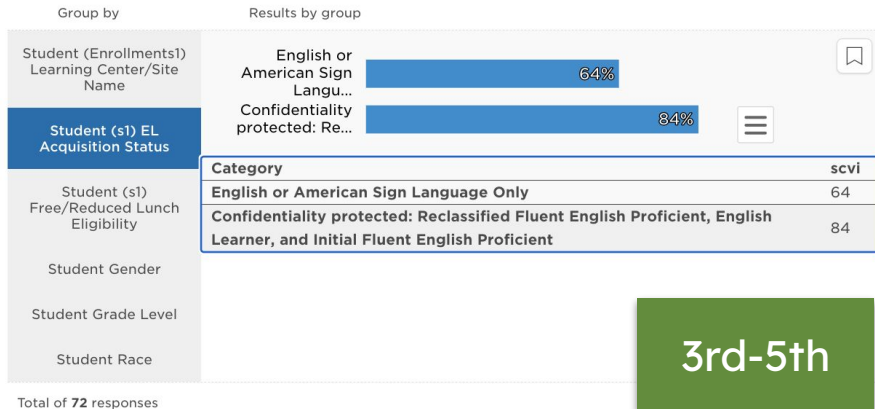 Group by
Results by group
Student (Enrollments1)
Learning Center/Site
Name
Student (s1) EL
Acquisition Status
Student (s1)
Free/Reduced Lunch
Eligibility
Student Gender
Student Grade Level
Student Race
English or
American Sign
Langu...
64%
Confidentiality
protected: Re...
84%
Category scvi
English or American Sign Language Only 64
Confidentiality protected: Reclassified Fluent English Proficient, English
Learner, and Initial Fluent English Proficient
84
3rd-5th
Total of 72 responses